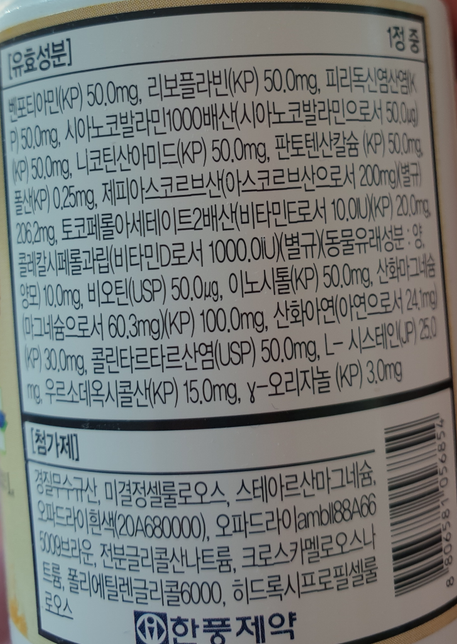 [유효성분] 1정 중
벤포티아민(KP) 50.0mg, 리보플라빈(KP) 50.0mg, 피리독신염산염(K
P) 50.0mg, 시아노코발라민1000배산(시아노코발라민으로서 50.0㎍)
(KP) 50.0mg, 니코틴산아미드(KP) 50.0mg, 판토텐산칼슘 (KP) 50.0mg,
폴산(KP) 0.25mg, 제피아스코르브산(아스코르브산으로서 200mg)(별규)
206.2mg, 토코페롤아세테이트2배산(비타민E로서 10.0IU)(KP) 20.0mg,
콜레칼시페롤과립(비타민D로서 1000.0IU)(별규)(동물유래성분 : 양,
양모) 10.0mg, 비오틴(USP) 50.0㎍, 이노시톨(KP) 50.0mg, 산화마그네슘
(마그네슘으로서 60.3mg)(KP) 100.0mg, 산화아연(아연으로서 24.1mg)
(KP) 30.0mg, 콜린타르타르산염(USP) 50.0mg, L- 시스테인(JP) 25.0
mg, 우르소데옥시콜산(KP) 15.0mg, γ-오리자놀 (KP) 3.0mg
[첨가제]
경질무수규산, 미결정셀룰로오스, 스테아르산마그네슘,
오파드라이흰색(20A680000), 오파드라이ambII88A66
5009브라운, 전분글리콜산나트륨, 크로스카멜로오스나
트륨, 폴리에틸렌글리콜6000, 히드록시프로필셀룰
로오스
한풍제약
8 806581 056854